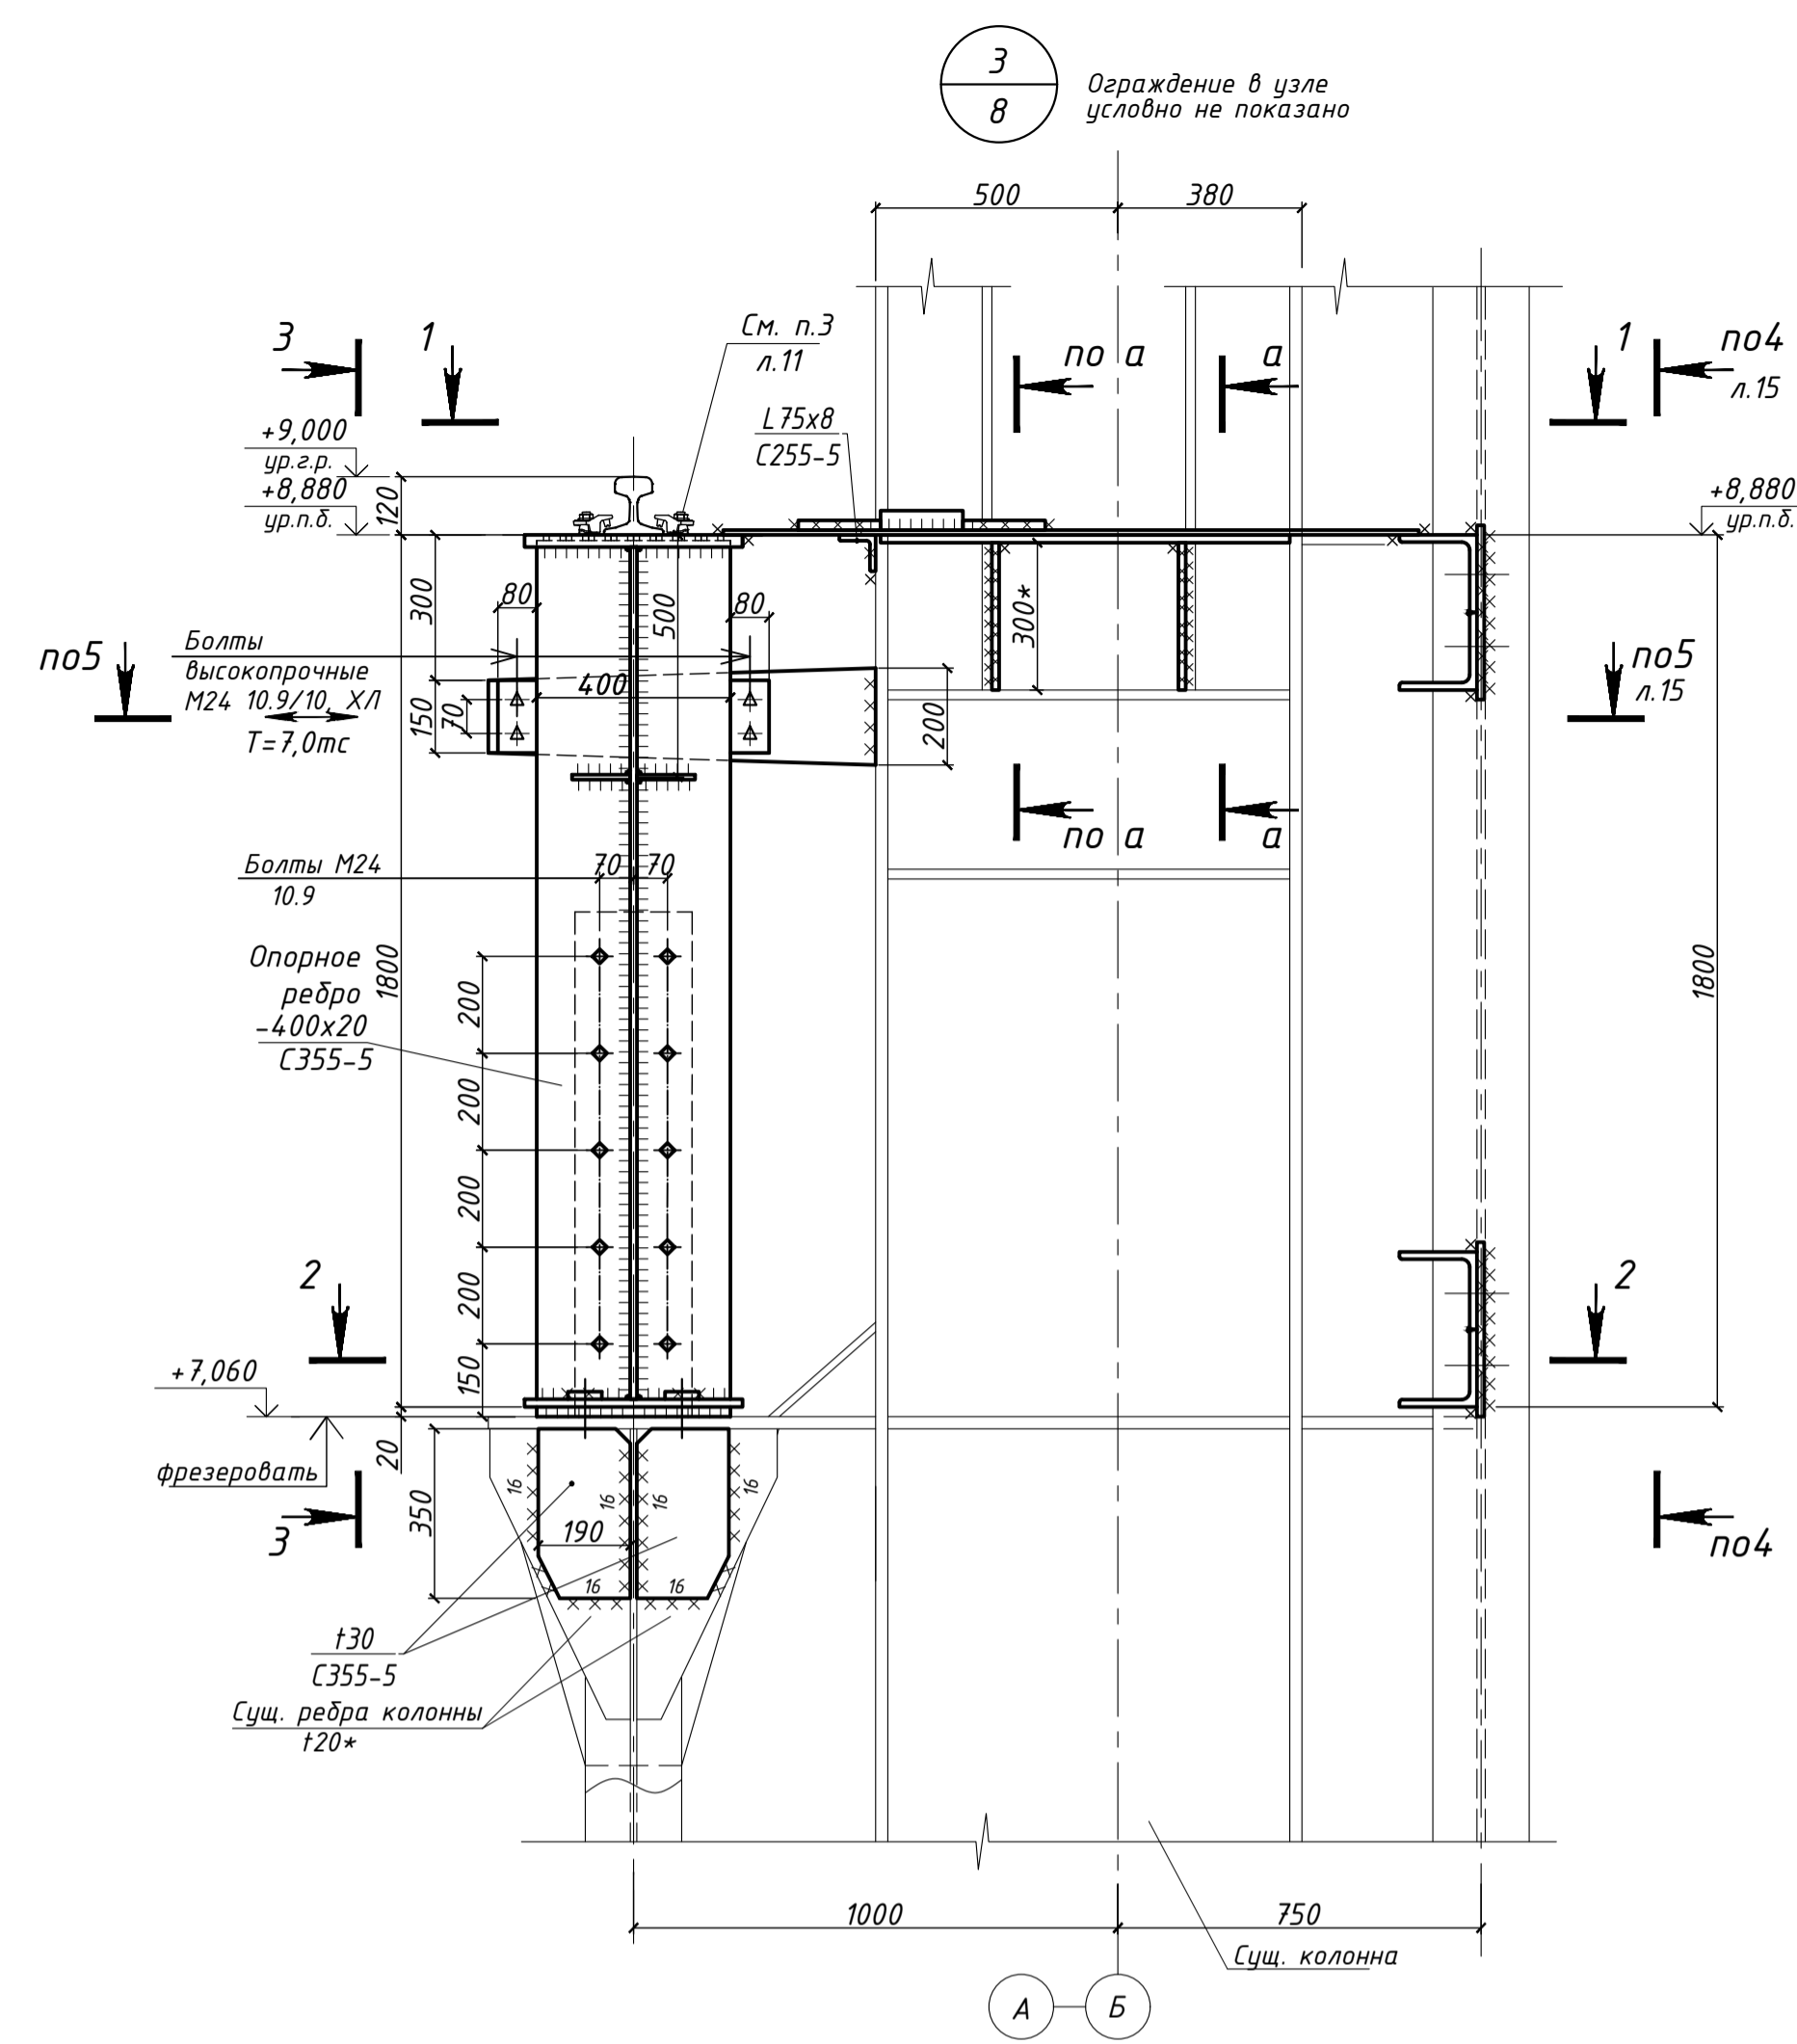 3
8
Ограждение в узле
условно не показано
500
380
3
1
См. п.3
л.11
по а
а
1
по4
л.15
L75x8
С255-5
+9,000
ур.г.р.
+8,880
ур.п.б.
120
+8,880
ур.п.б.
300
80
500
80
300*
по5
Болты
высокопрочные
М24 10.9/10, ХЛ
Т=7,0тс
150
70
400
200
по5
л.15
по а
а
Болты М24
10.9
70
70
Опорное
ребро
-400х20
С355-5
1800
200
200
200
200
150
1800
2
2
+7,060
20
фрезеровать
3
350
16
16
16
16
190
16
16
по4
t30
С355-5
Сущ. ребра колонны
t20*
1000
750
Сущ. колонна
А
Б